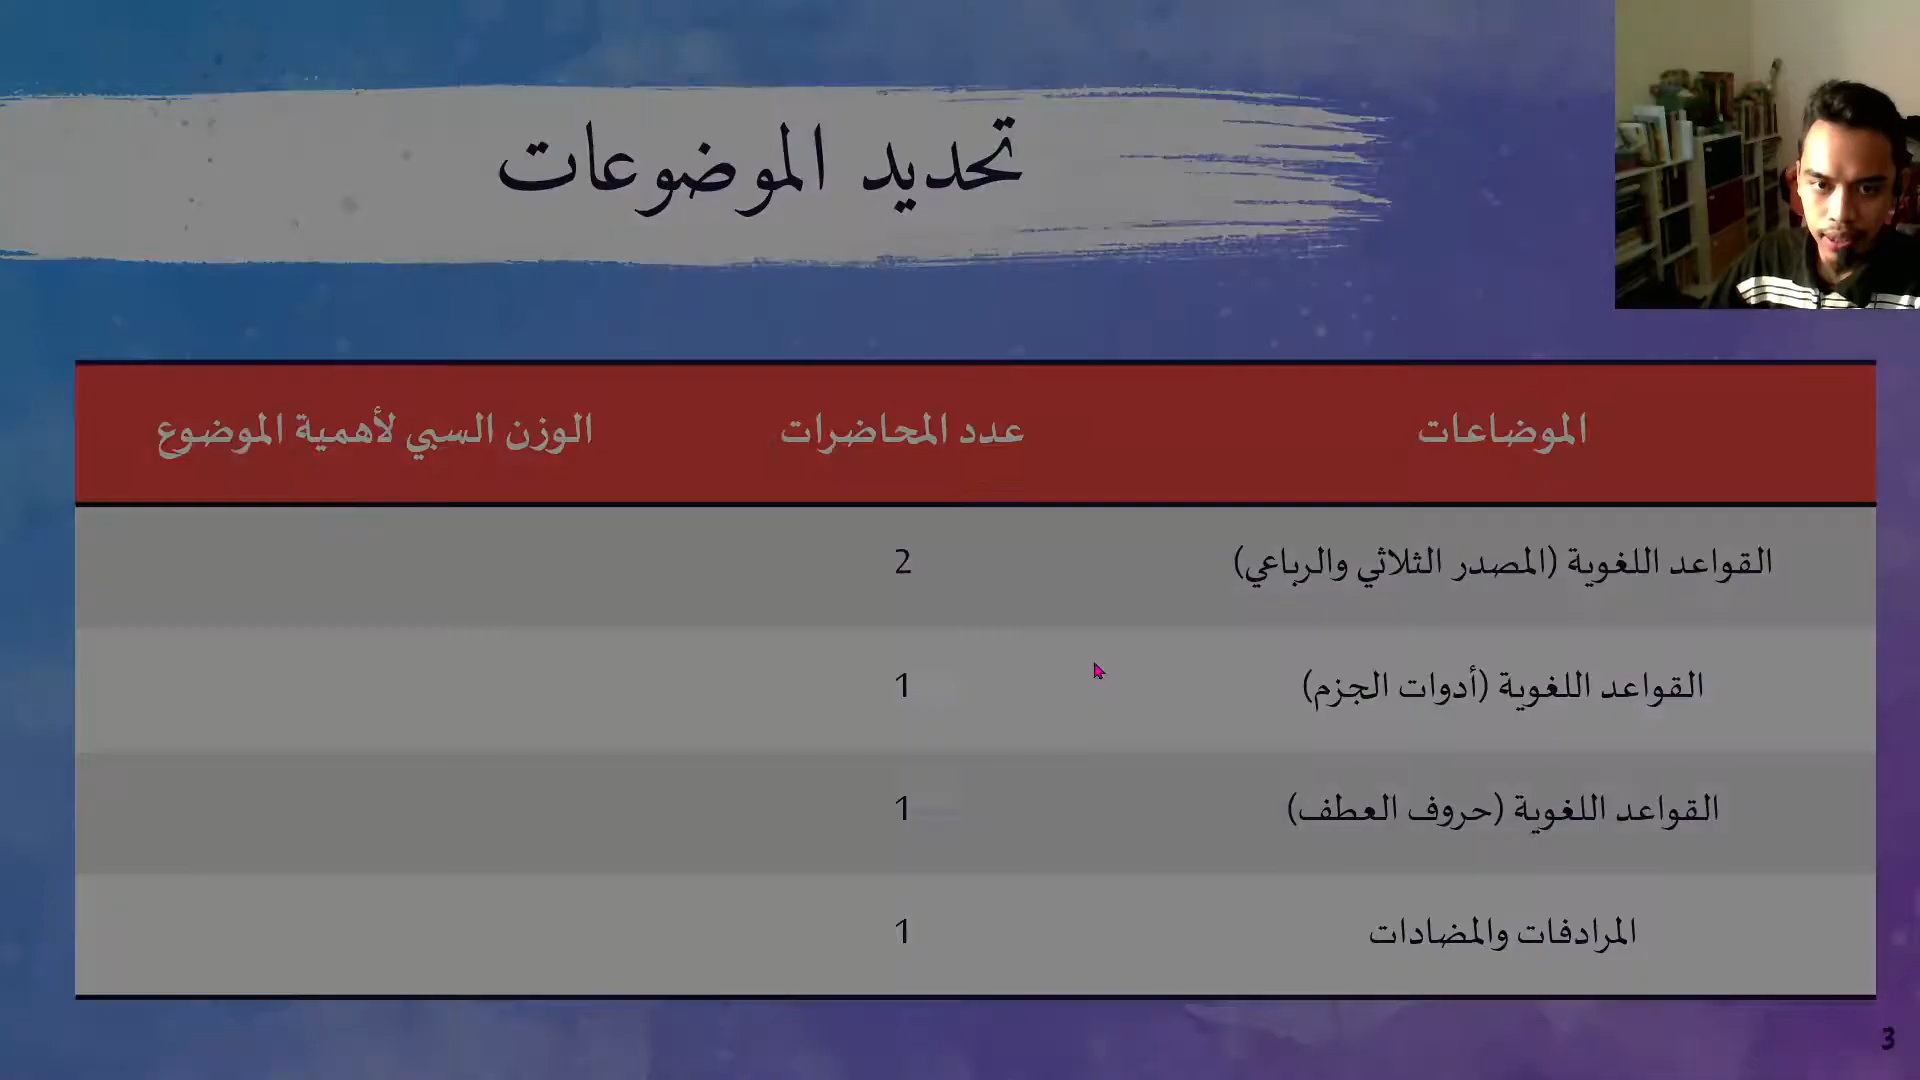 تحديد الموضوعات
الموضاعات عدد المحاضرات الوزن السبي لأهمية الموضوع
القواعد اللغوية (المصدر الثلاثي والرباعي) 2
القواعد اللغوية (أدوات الجزم) 1
القواعد اللغوية (حروف العطف) 1
المرادفات والمضادات 1
3